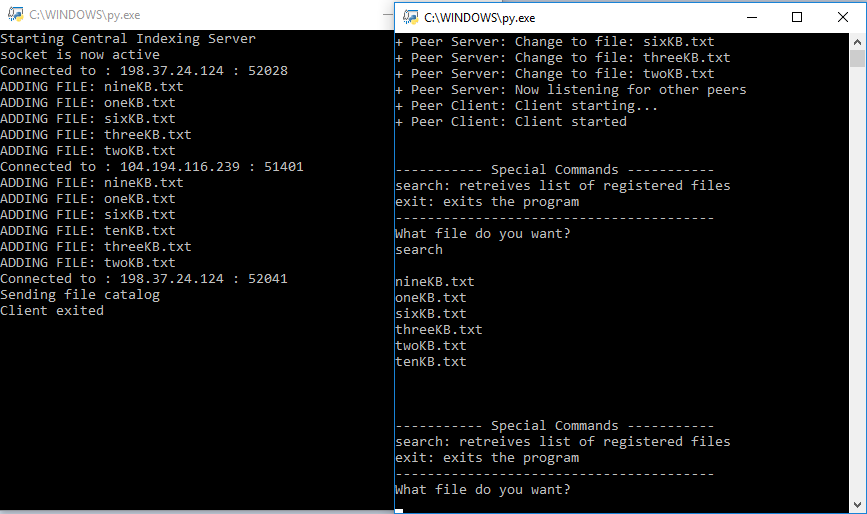 C:\WINDOWS\py.exe
Starting Central Indexing Server
socket is now active
Connected to : 198.37.24.124 : 52028
ADDING FILE: nineKB.txt
ADDING FILE: oneKB.txt
ADDING FILE: sixKB.txt
ADDING FILE: threeKB.txt
ADDING FILE: twoKB.txt
Connected to : 104.194.116.239 : 51401
ADDING FILE: nineKB.txt
ADDING FILE: oneKB.txt
ADDING FILE: sixKB.txt
ADDING FILE: tenKB.txt
ADDING FILE: threeKB.txt
ADDING FILE: twoKB.txt
Connected to : 198.37.24.124 : 52041
Sending file catalog
Client exited
C:\WINDOWS\py.exe
+ Peer Server: Change to file: sixKB.txt
+ Peer Server: Change to file: threeKB.txt
+ Peer Server: Change to file: twoKB.txt
+ Peer Server: Now listening for other peers
+ Peer Client: Client starting...
+ Peer Client: Client started
----------- Special Commands -----------
search: retreives list of registered files
exit: exits the program
----------------------------------------
What file do you want?
search
nineKB.txt
oneKB.txt
sixKB.txt
threeKB.txt
twoKB.txt
tenKB.txt
----------- Special Commands -----------
search: retreives list of registered files
exit: exits the program
----------------------------------------
What file do you want?